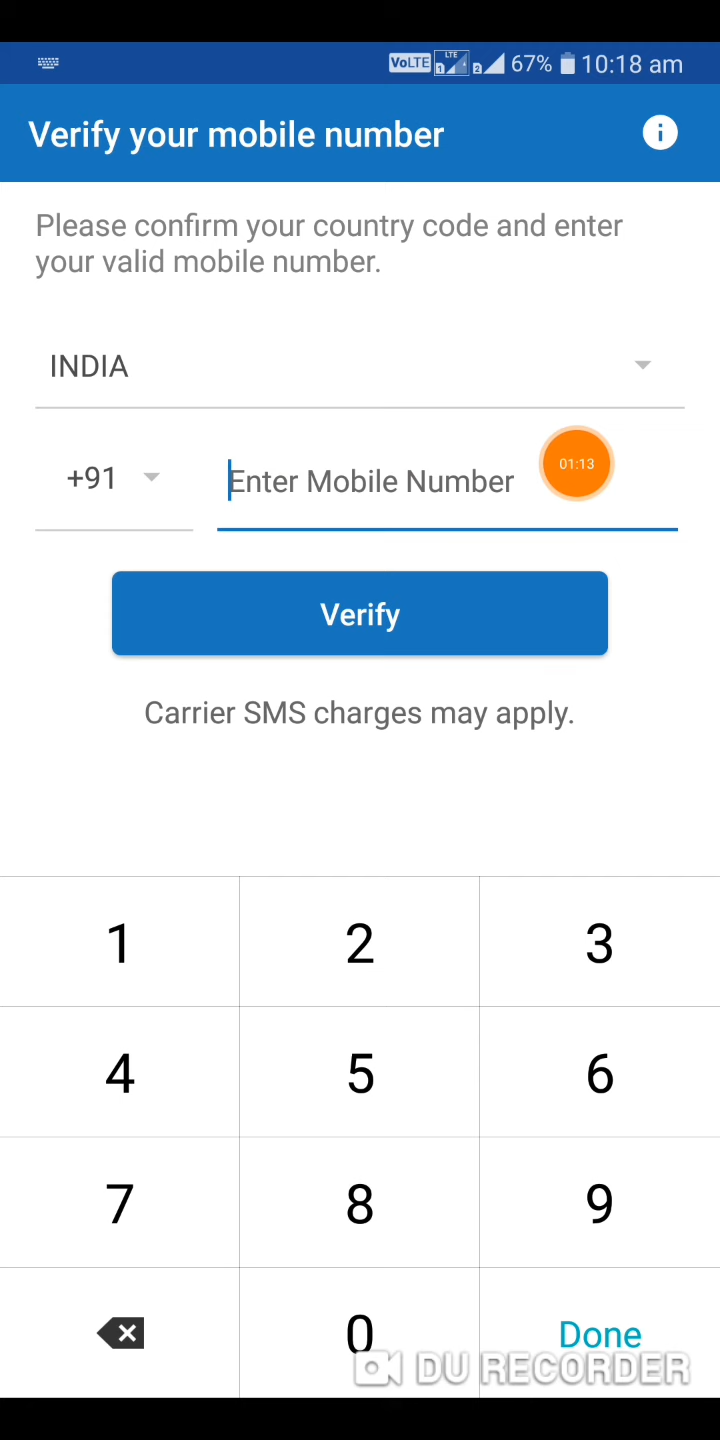 VoLTE LTE 1 2 67% 10:18 am
Verify your mobile number
Please confirm your country code and enter
your valid mobile number.
INDIA
+91 Enter Mobile Number 01:13
Verify
Carrier SMS charges may apply.
1 2 3
4 5 6
7 8 9
0 Done
DU RECORDER